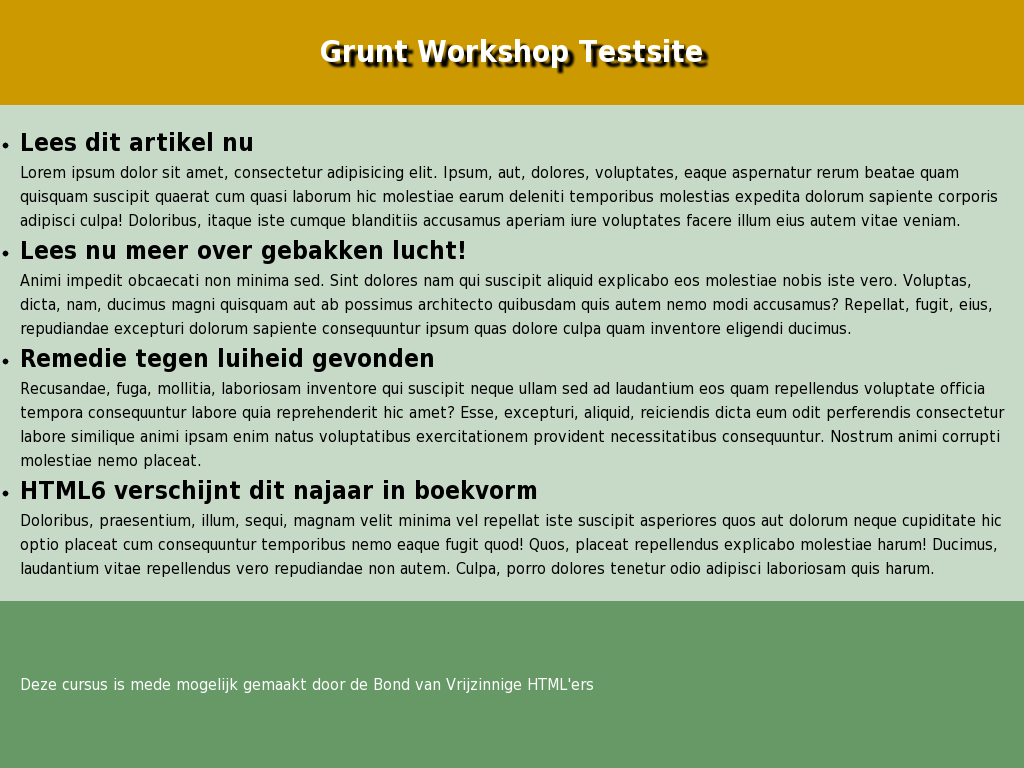 Grunt Workshop Testsite
• Lees dit artikel nu
Lorem ipsum dolor sit amet, consectetur adipisicing elit. Ipsum, aut, dolores, voluptates, eaque aspernatur rerum beatae quam
quisquam suscipit quaerat cum quasi laborum hic molestiae earum deleniti temporibus molestias expedita dolorum sapiente corporis
adipisci culpa! Doloribus, itaque iste cumque blanditiis accusamus aperiam iure voluptates facere illum eius autem vitae veniam.
• Lees nu meer over gebakken lucht!
Animi impedit obcaecati non minima sed. Sint dolores nam qui suscipit aliquid explicabo eos molestiae nobis iste vero. Voluptas,
dicta, nam, ducimus magni quisquam aut ab possimus architecto quibusdam quis autem nemo modi accusamus? Repellat, fugit, eius,
repudiandae excepturi dolorum sapiente consequuntur ipsum quas dolore culpa quam inventore eligendi ducimus.
• Remedie tegen luiheid gevonden
Recusandae, fuga, mollitia, laboriosam inventore qui suscipit neque ullam sed ad laudantium eos quam repellendus voluptate officia
tempora consequuntur labore quia reprehenderit hic amet? Esse, excepturi, aliquid, reiciendis dicta eum odit perferendis consectetur
labore similique animi ipsam enim natus voluptatibus exercitationem provident necessitatibus consequuntur. Nostrum animi corrupti
molestiae nemo placeat.
• HTML6 verschijnt dit najaar in boekvorm
Doloribus, praesentium, illum, sequi, magnam velit minima vel repellat iste suscipit asperiores quos aut dolorum neque cupiditate hic
optio placeat cum consequuntur temporibus nemo eaque fugit quod! Quos, placeat repellendus explicabo molestiae harum! Ducimus,
laudantium vitae repellendus vero repudiandae non autem. Culpa, porro dolores tenetur odio adipisci laboriosam quis harum.
Deze cursus is mede mogelijk gemaakt door de Bond van Vrijzinnige HTML'ers